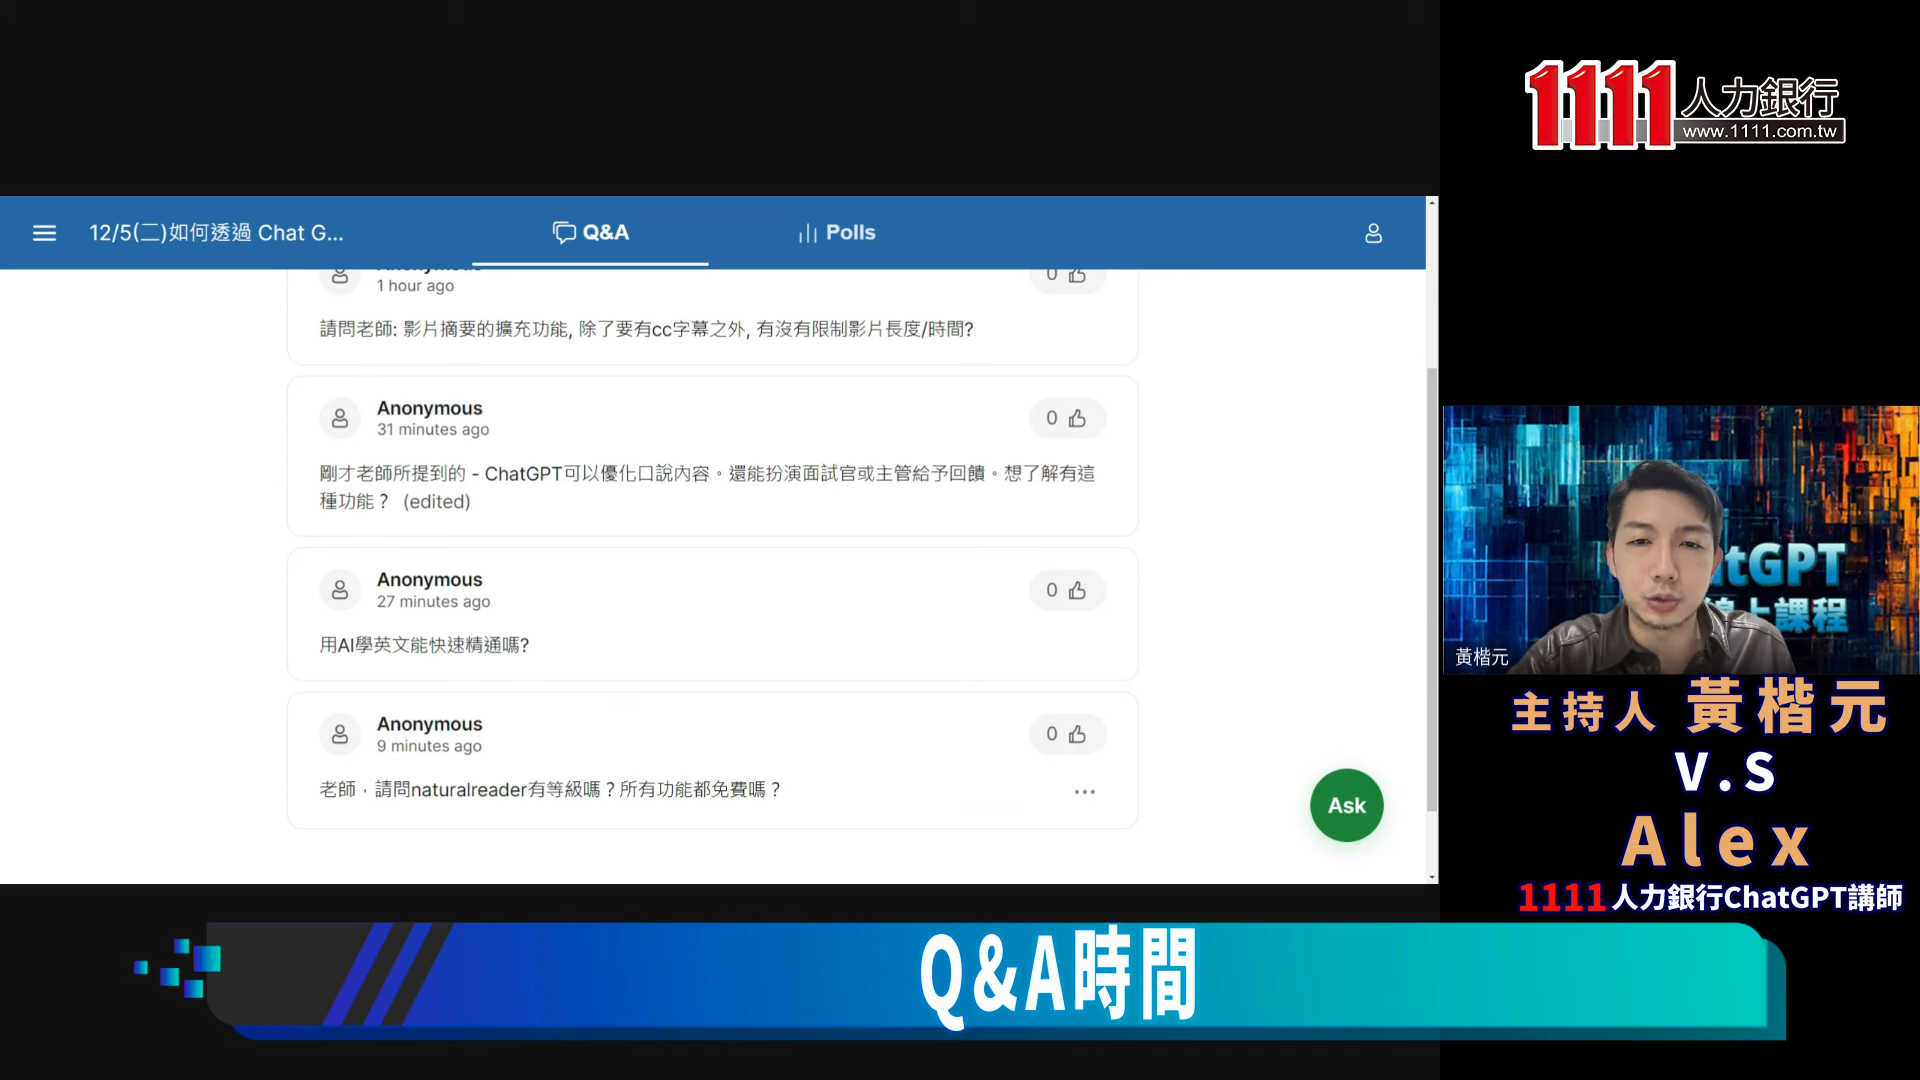 1111人力銀行
www.1111.com.tw
12/5(二)如何透過 Chat G...
Q&A
Polls
Anonymous
1 hour ago
0
請問老師: 影片摘要的擴充功能, 除了要有cc字幕之外, 有沒有限制影片長度/時間?
Anonymous
31 minutes ago
0
剛才老師所提到的 - ChatGPT可以優化口說內容。還能扮演面試官或主管給予回饋。想了解有這
種功能？ (edited)
Anonymous
27 minutes ago
0
用AI學英文能快速精通嗎?
Anonymous
9 minutes ago
0
老師，請問naturalreader有等級嗎？所有功能都免費嗎？
Ask
tGPT
線上課程
黃楷元
主持人 黃楷元
V.S
Alex
1111人力銀行ChatGPT講師
Q&A時間